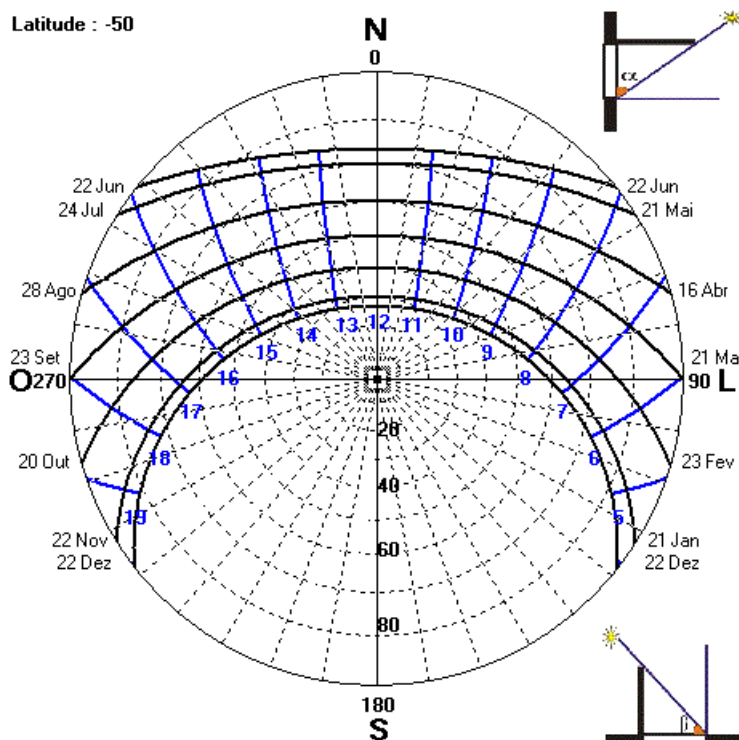 Latitude : -50
N
0
α
22 Jun
24 Jul
22 Jun
21 Mai
28 Ago
16 Abr
13 12 11
14 10
15 9
23 Set
16 8
21 Ma
O 270
90 L
17 7
20
18 6
20 Out
23 Fev
40
19 5
22 Nov
22 Dez
21 Jan
22 Dez
60
80
180
S